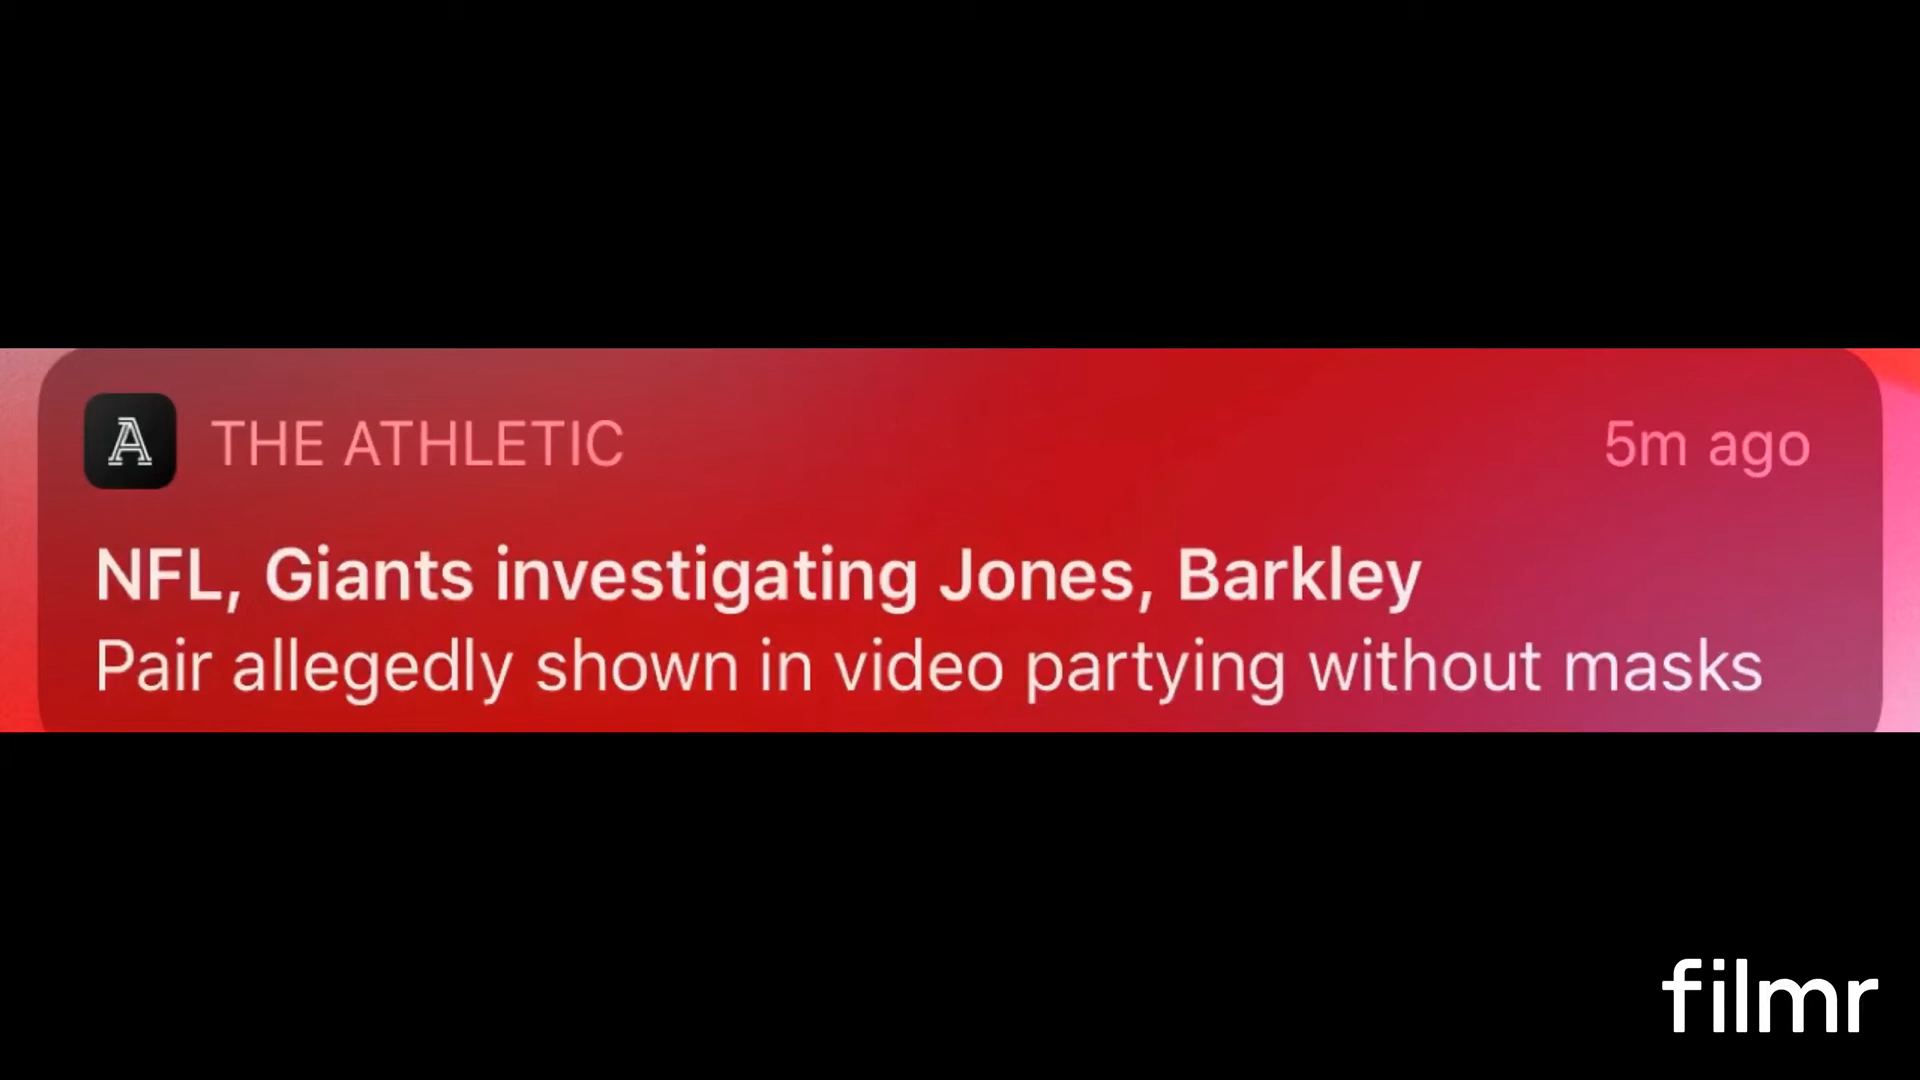 A THE ATHLETIC 5m ago
NFL, Giants investigating Jones, Barkley
Pair allegedly shown in video partying without masks
filmr